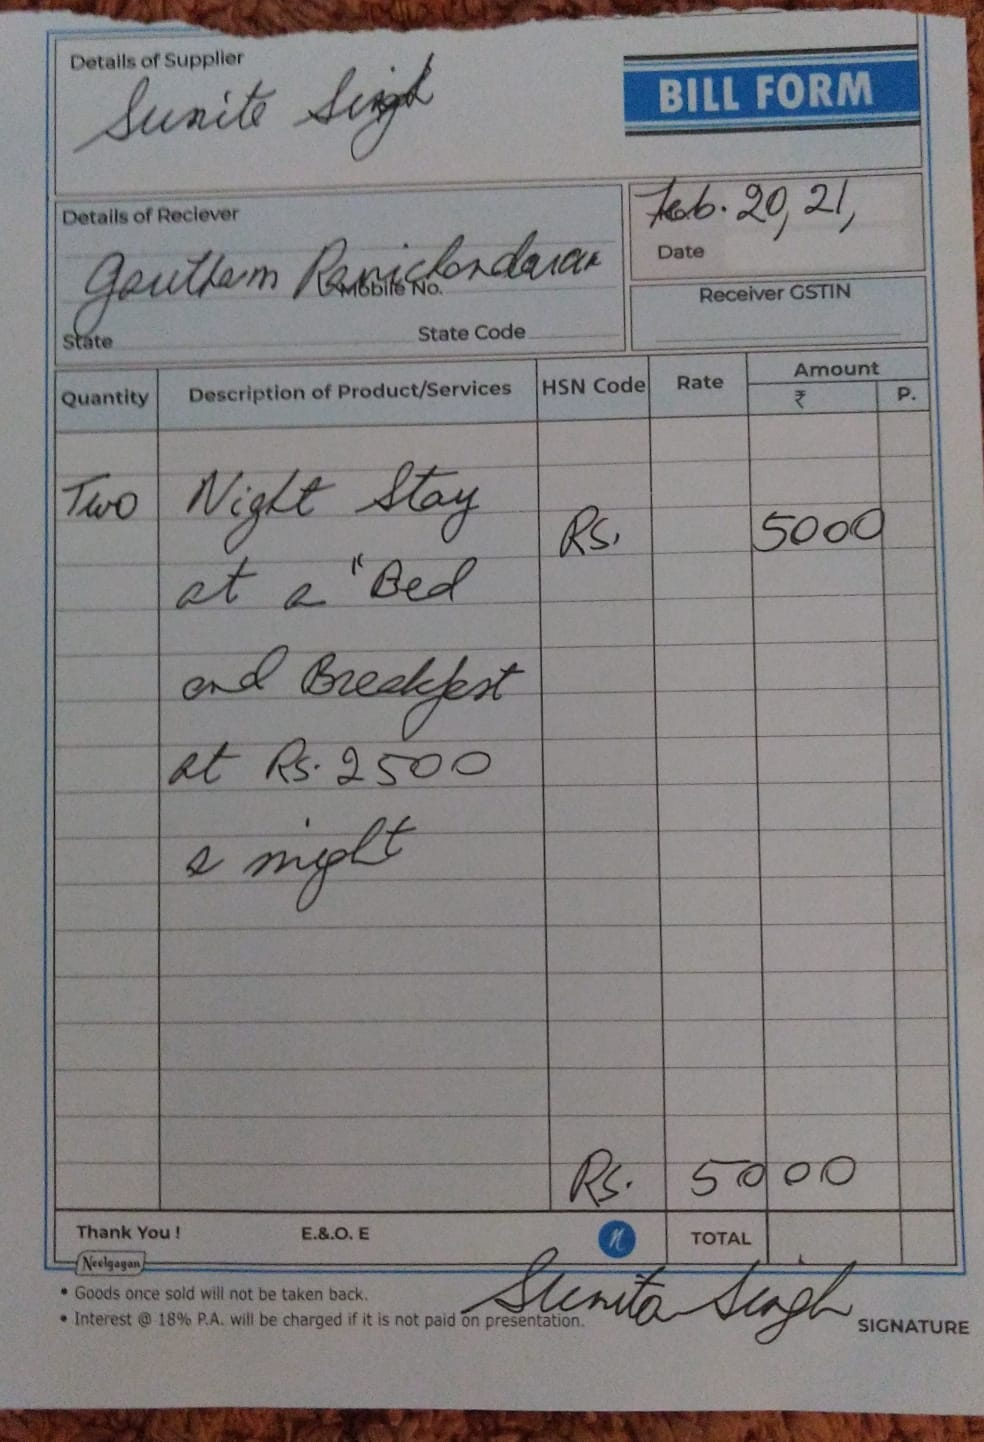 Details of Supplier
Sunita Singh
BILL FORM
Details of Reciever
Gautham Ravichandaran
Mobile No.
State
State Code
Feb. 20, 21,
Date
Receiver GSTIN
Quantity Description of Product/Services HSN Code Rate Amount
₹ P.
Two Night Stay
Rs. 5000
at a "Bed
and Breakfast
at Rs. 2500
a night
Rs. 5000
Thank You ! E.&.O. E n TOTAL
Neelgagan
• Goods once sold will not be taken back.
• Interest @ 18% P.A. will be charged if it is not paid on presentation.
Sunita Singh
SIGNATURE